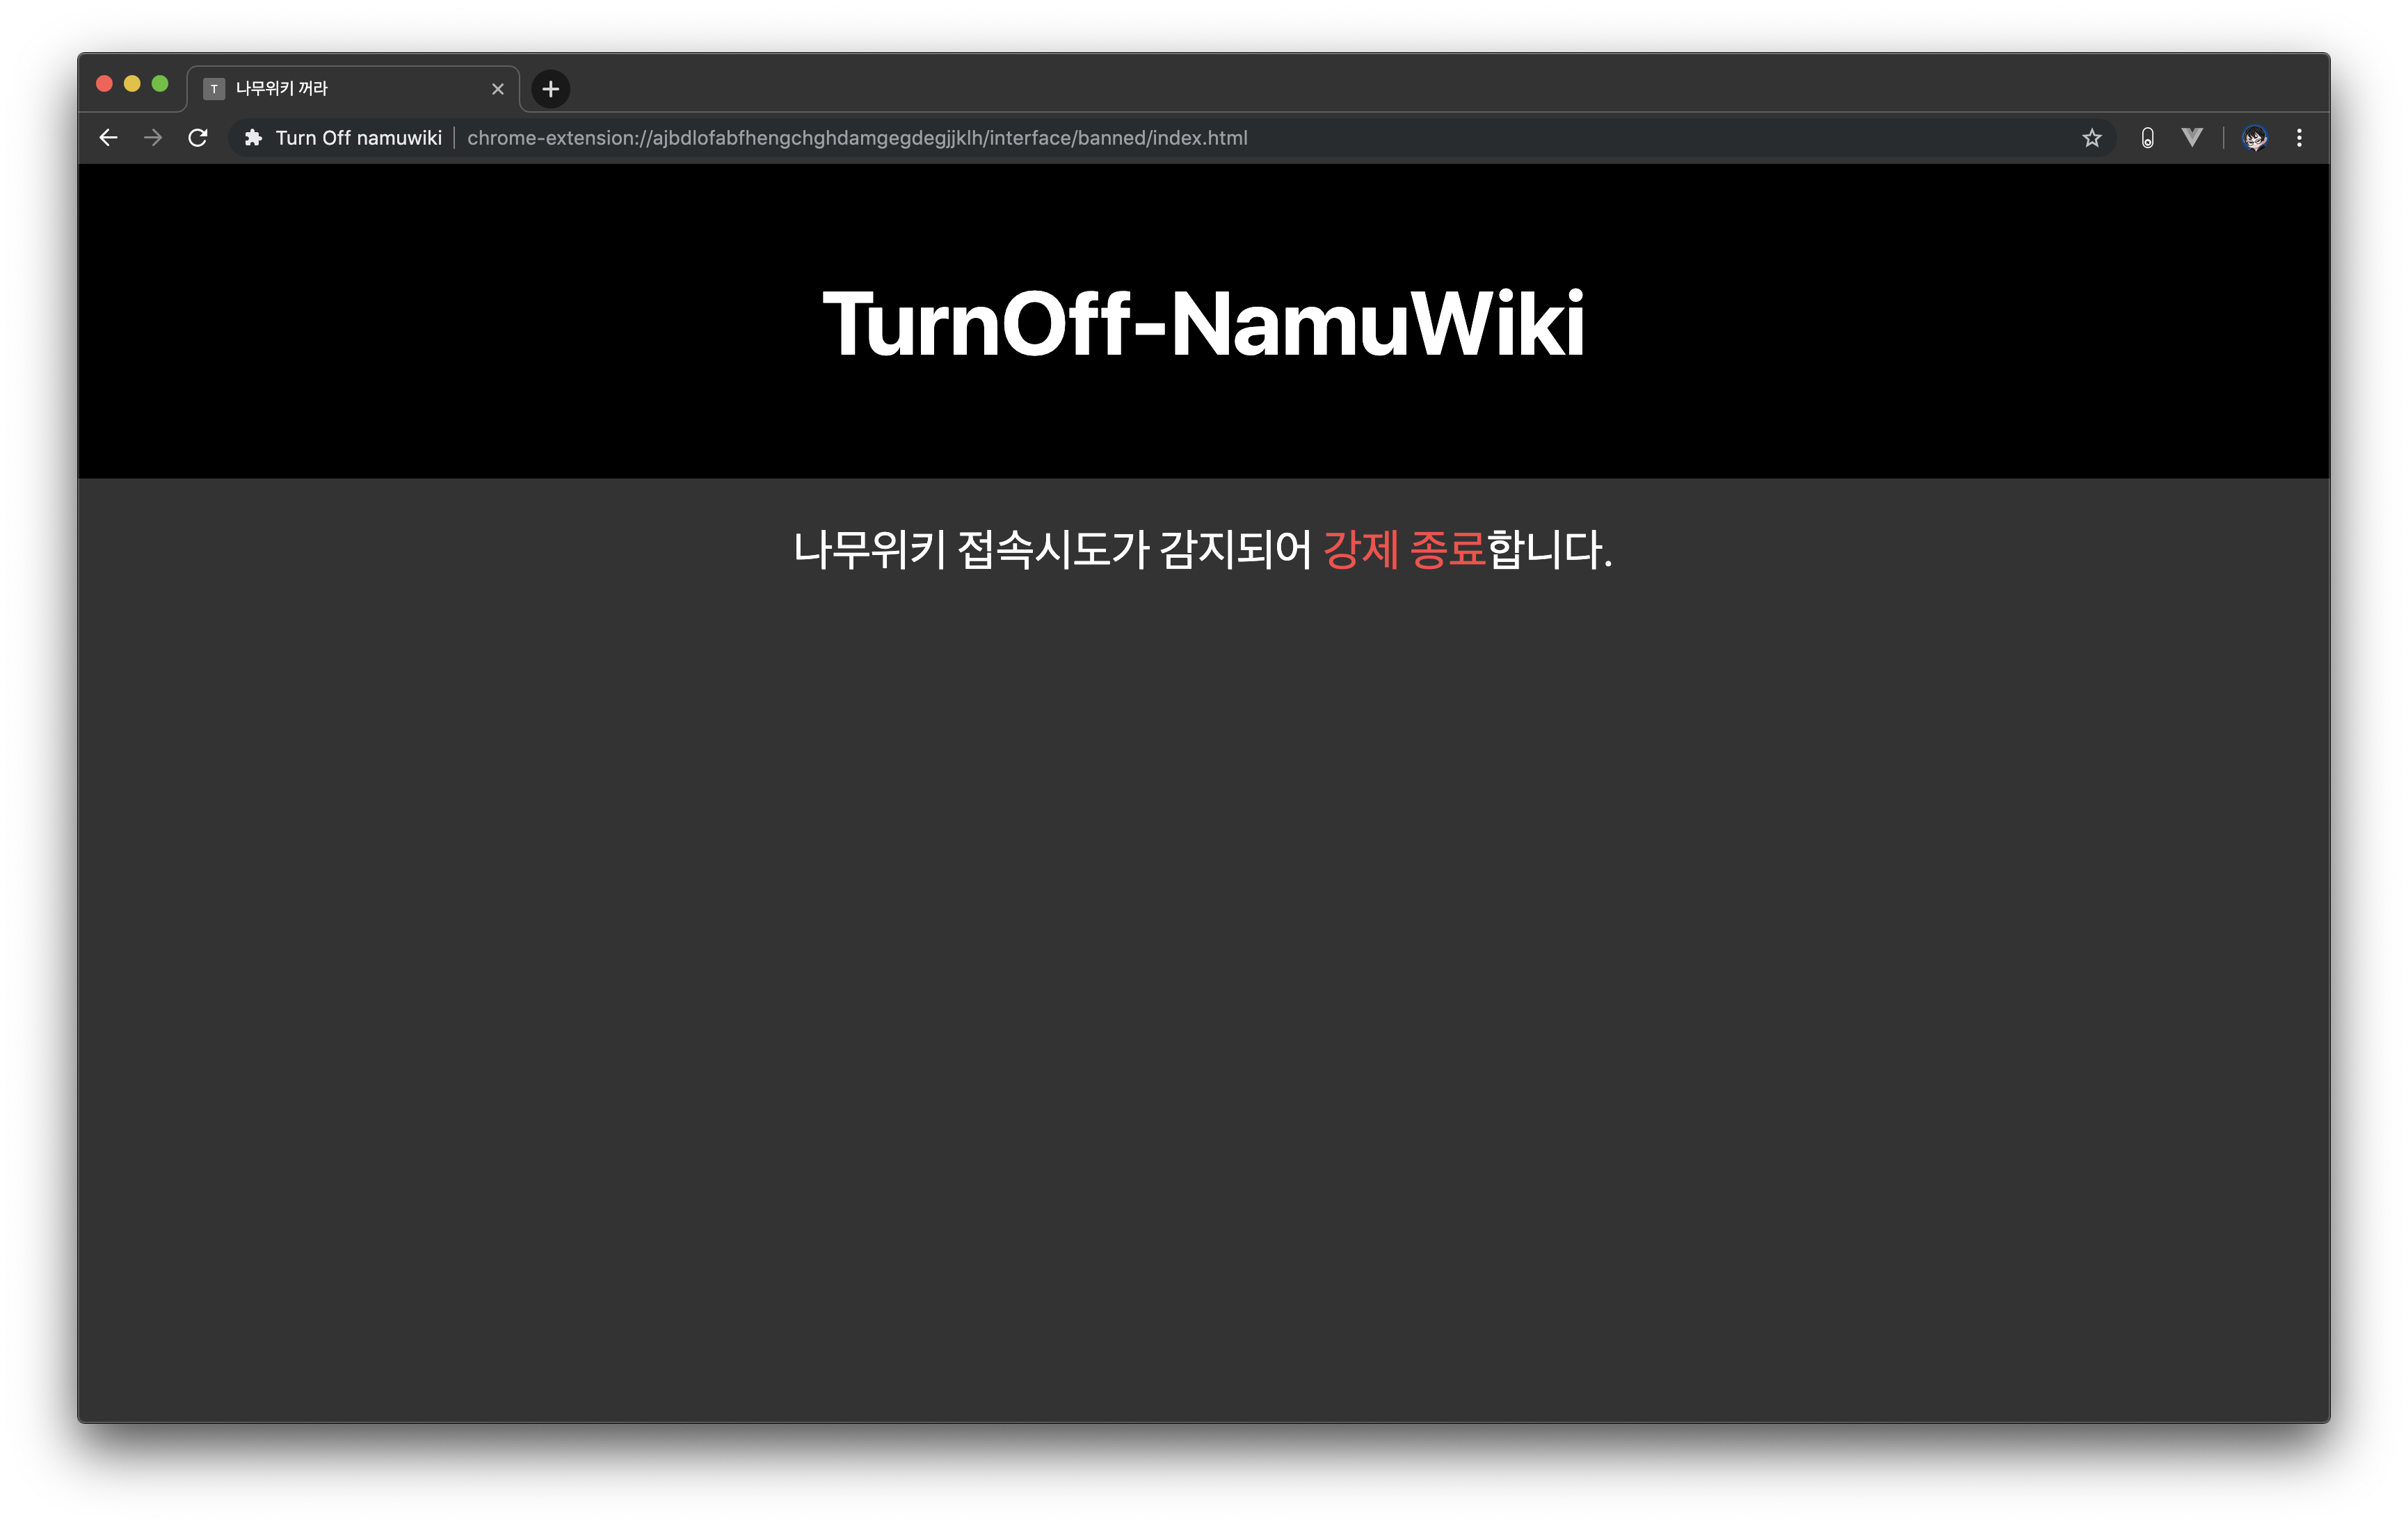 T 나무위키 꺼라
Turn Off namuwiki | chrome-extension://ajbdlofabfhengchghdamgegdegjjklh/interface/banned/index.html
TurnOff-NamuWiki
나무위키 접속시도가 감지되어 강제 종료합니다.